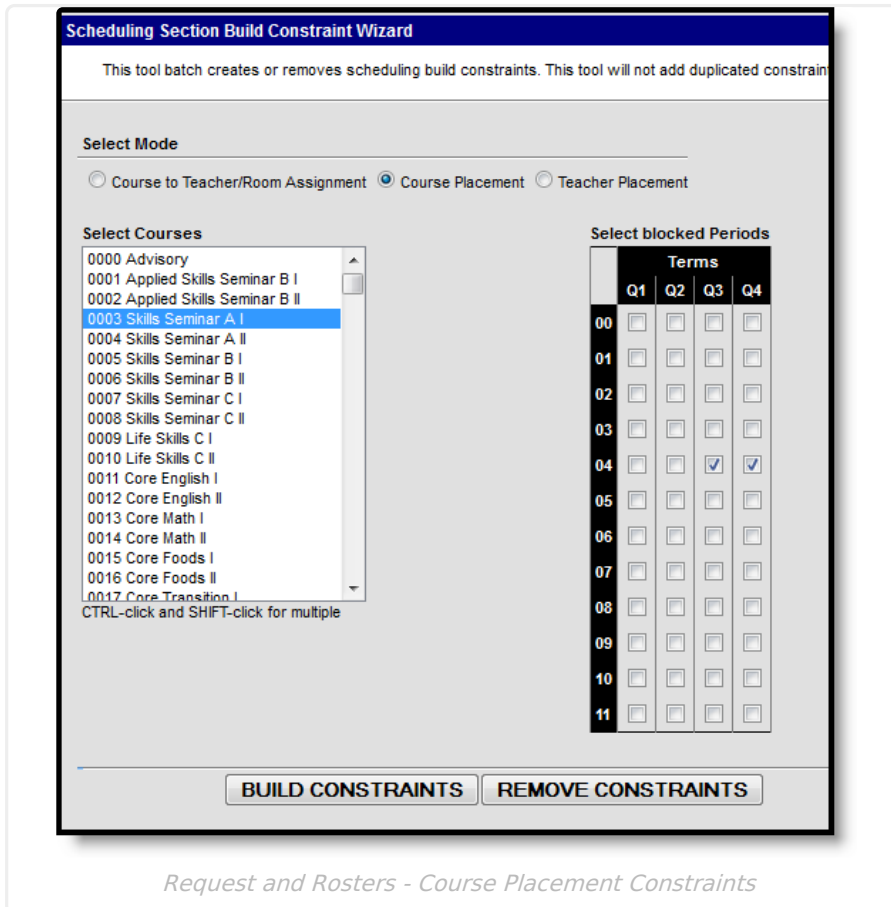 Scheduling Section Build Constraint Wizard
This tool batch creates or removes scheduling build constraints. This tool will not add duplicated constrain
Select Mode
Course to Teacher/Room Assignment Course Placement Teacher Placement
Select Courses
0000 Advisory
0001 Applied Skills Seminar B I
0002 Applied Skills Seminar B II
0003 Skills Seminar A I
0004 Skills Seminar A II
0005 Skills Seminar B I
0006 Skills Seminar B II
0007 Skills Seminar C I
0008 Skills Seminar C II
0009 Life Skills C I
0010 Life Skills C II
0011 Core English I
0012 Core English II
0013 Core Math I
0014 Core Math II
0015 Core Foods I
0016 Core Foods II
0017 Core Transition I
CTRL-click and SHIFT-click for multiple
Select blocked Periods
Terms
Q1 Q2 Q3 Q4
00
01
02
03
04
05
06
07
08
09
10
11
BUILD CONSTRAINTS REMOVE CONSTRAINTS
Request and Rosters - Course Placement Constraints